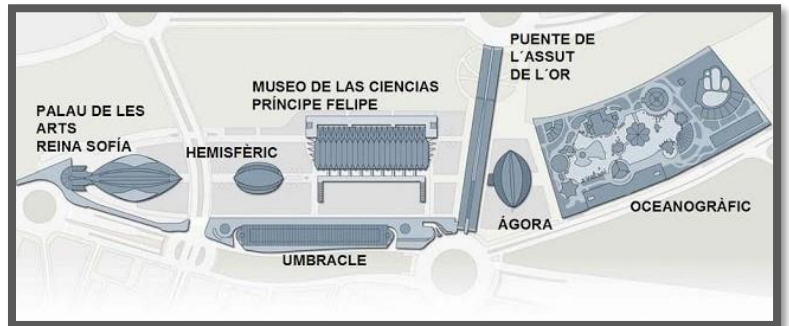 PALAU DE LES
ARTS
REINA SOFÍA
HEMISFÈRIC
MUSEO DE LAS CIENCIAS
PRÍNCIPE FELIPE
UMBRACLE
PUENTE DE
L´ASSUT
DE L´OR
ÁGORA
OCEANOGRÀFIC